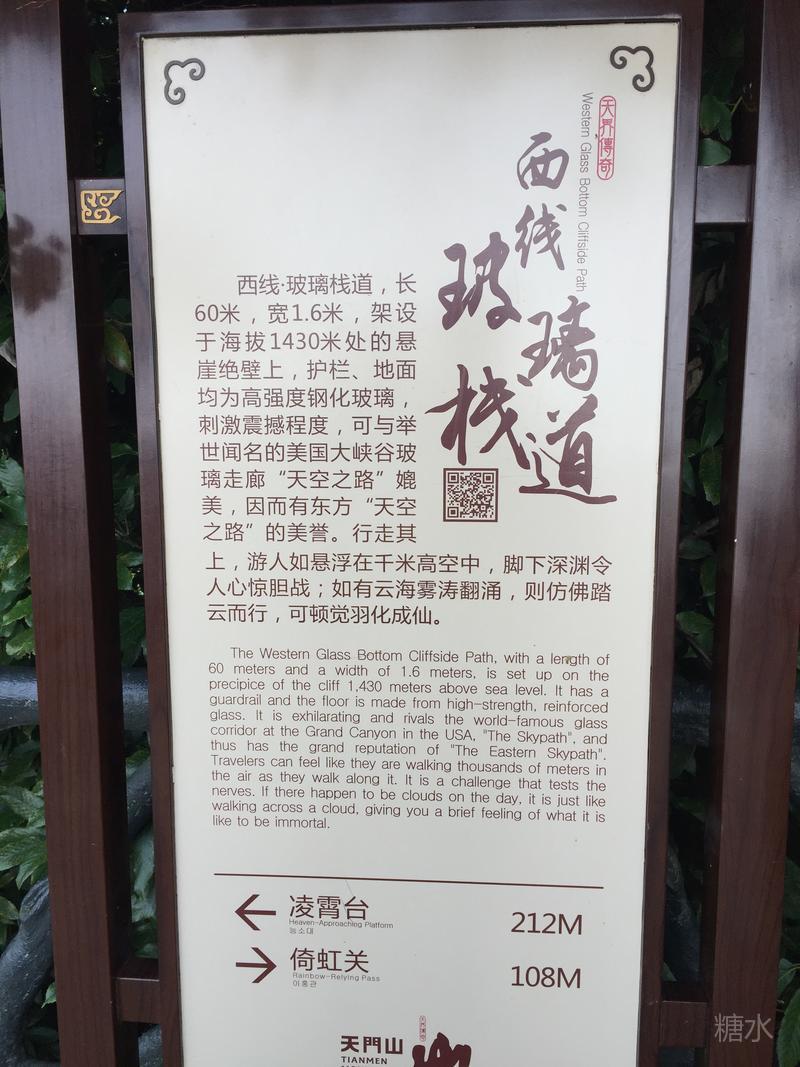 天界傳奇
Western Glass Bottom Cliffside Path
西线
玻璃
栈道
西线·玻璃栈道，长
60米，宽1.6米，架设
于海拔1430米处的悬
崖绝壁上，护栏、地面
均为高强度钢化玻璃，
刺激震撼程度，可与举
世闻名的美国大峡谷玻
璃走廊“天空之路”媲
美，因而有东方“天空
之路”的美誉。行走其
上，游人如悬浮在千米高空中，脚下深渊令
人心惊胆战；如有云海雾涛翻涌，则仿佛踏
云而行，可顿觉羽化成仙。
The Western Glass Bottom Cliffside Path, with a length of
60 meters and a width of 1.6 meters, is set up on the
precipice of the cliff 1,430 meters above sea level. It has a
guardrail and the floor is made from high-strength, reinforced
glass. It is exhilarating and rivals the world-famous glass
corridor at the Grand Canyon in the USA, "The Skypath", and
thus has the grand reputation of "The Eastern Skypath".
Travelers can feel like they are walking thousands of meters in
the air as they walk along it. It is a challenge that tests the
nerves. If there happen to be clouds on the day, it is just like
walking across a cloud, giving you a brief feeling of what it is
like to be immortal.
凌霄台 212M
Heaven-Approaching Platform
능소대
倚虹关 108M
Rainbow-Relying Pass
의홍관
天門山
TIANMEN
糖水